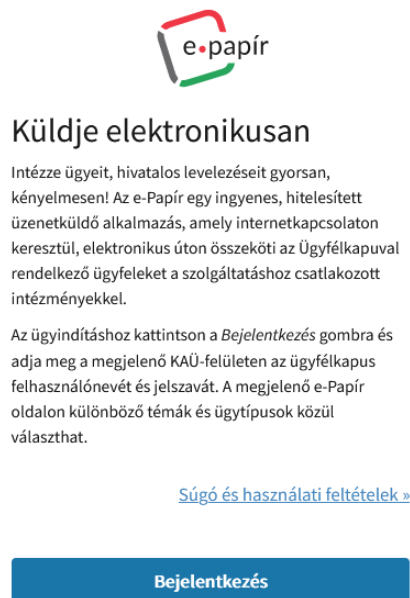 e-papír
Küldje elektronikusan
Intézze ügyeit, hivatalos levelezéseit gyorsan,
kényelmesen! Az e-Papír egy ingyenes, hitelesített
üzenetküldő alkalmazás, amely internetkapcsolaton
keresztül, elektronikus úton összeköti az Ügyfélkapuval
rendelkező ügyfeleket a szolgáltatáshoz csatlakozott
intézményekkel.
Az ügyindításhoz kattintson a Bejelentkezés gombra és
adja meg a megjelenő KAÜ-felületen az ügyfélkapus
felhasználónevét és jelszavát. A megjelenő e-Papír
oldalon különböző témák és ügytípusok közül
választhat.
Súgó és használati feltételek »
Bejelentkezés